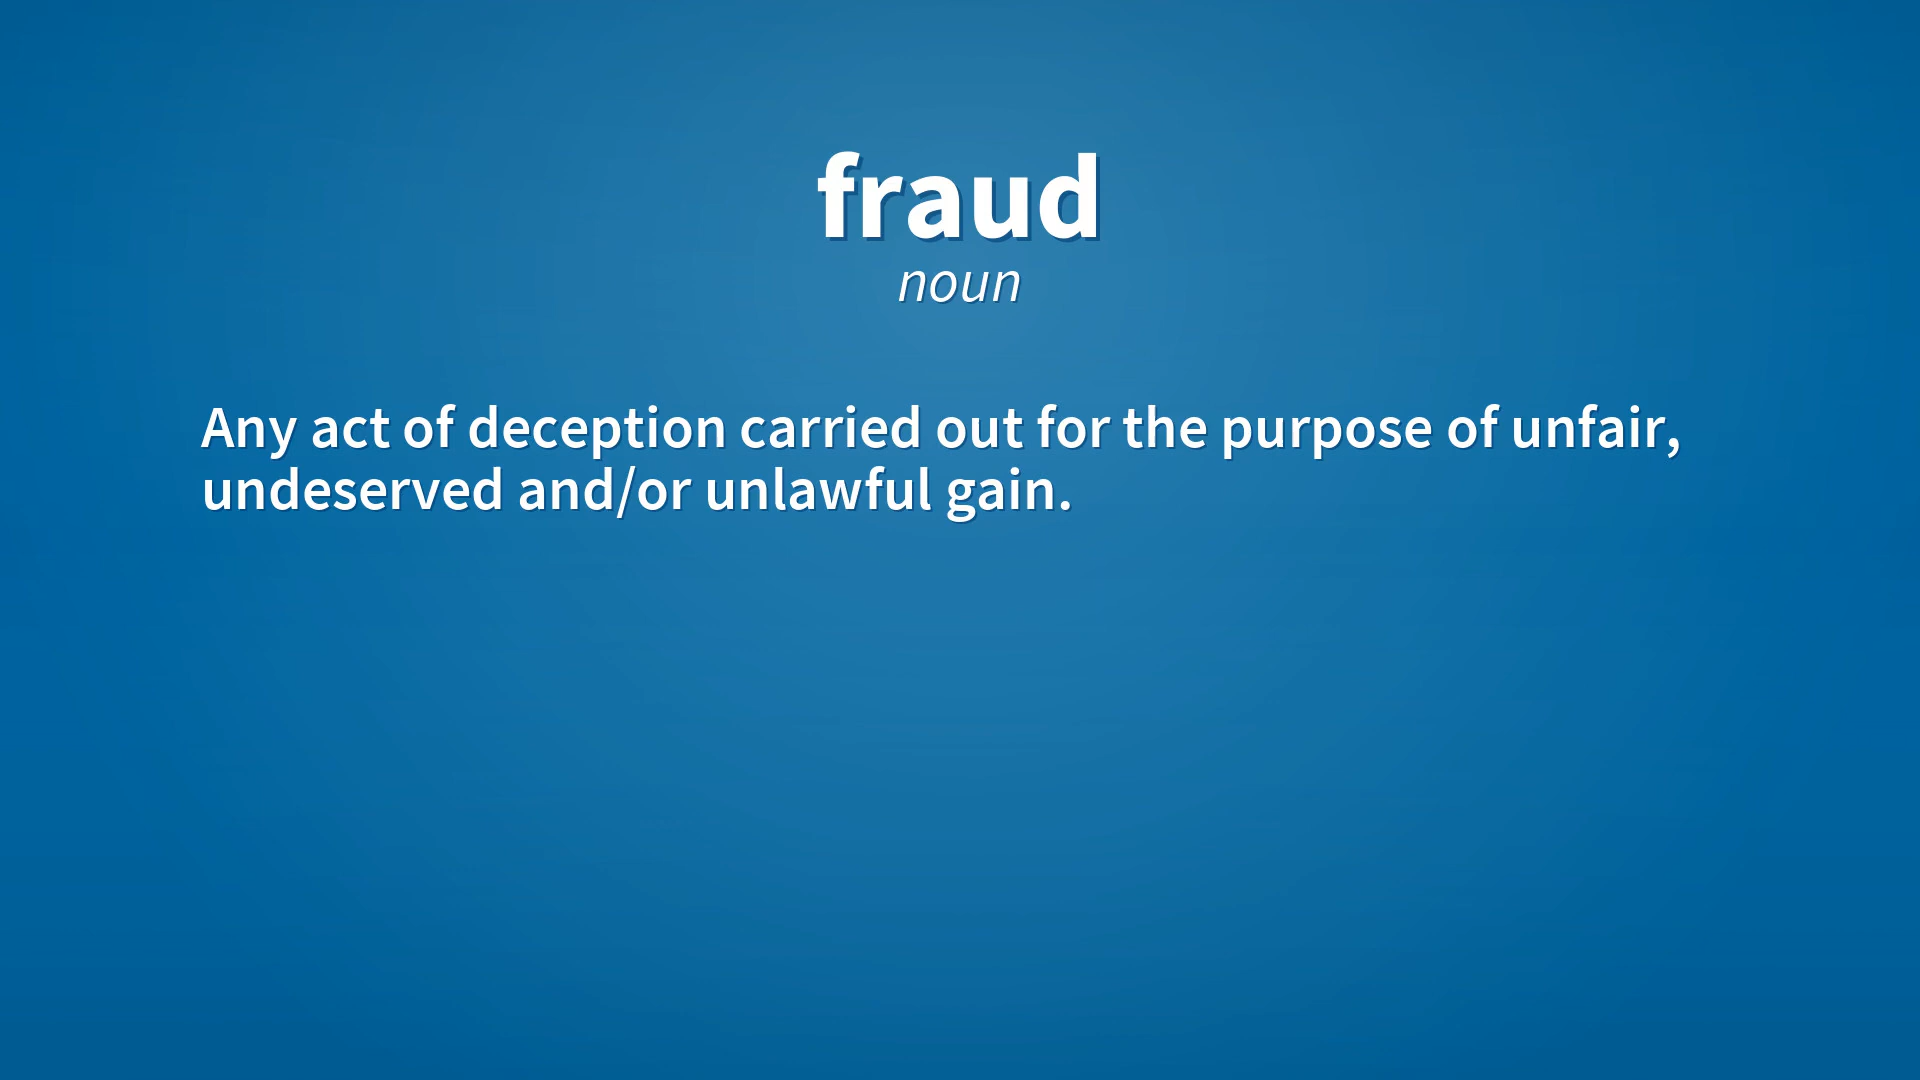 fraud
noun
Any act of deception carried out for the purpose of unfair,
undeserved and/or unlawful gain.